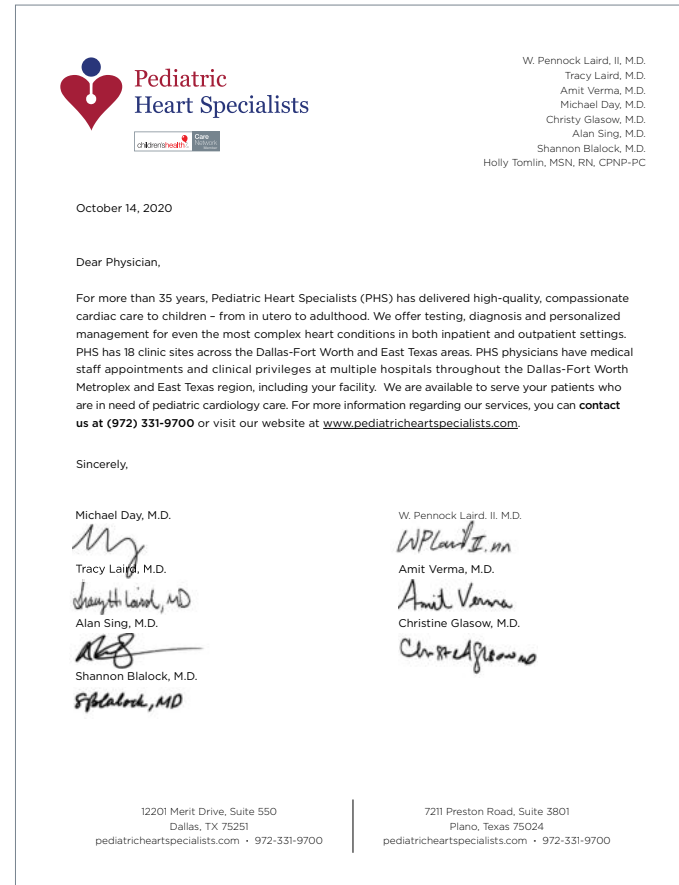 Pediatric
Heart Specialists
children'shealth
Care
Network
W. Pennock Laird, II, M.D.
Tracy Laird, M.D.
Amit Verma, M.D.
Michael Day, M.D.
Christy Glasow, M.D.
Alan Sing, M.D.
Shannon Blalock, M.D.
Holly Tomlin, MSN, RN, CPNP-PC
October 14, 2020
Dear Physician,
For more than 35 years, Pediatric Heart Specialists (PHS) has delivered high-quality, compassionate
cardiac care to children – from in utero to adulthood. We offer testing, diagnosis and personalized
management for even the most complex heart conditions in both inpatient and outpatient settings.
PHS has 18 clinic sites across the Dallas-Fort Worth and East Texas areas. PHS physicians have medical
staff appointments and clinical privileges at multiple hospitals throughout the Dallas-Fort Worth
Metroplex and East Texas region, including your facility. We are available to serve your patients who
are in need of pediatric cardiology care. For more information regarding our services, you can contact
us at (972) 331-9700 or visit our website at www.pediatricheartspecialists.com.
Sincerely,
Michael Day, M.D.
W. Pennock Laird. II. M.D.
WPLaird II. MD
Tracy Laird, M.D.
Amit Verma, M.D.
Tracy H. Laird, MD
Amit Verma
Alan Sing, M.D.
Christine Glasow, M.D.
Shannon Blalock, M.D.
SBlalock, MD
12201 Merit Drive, Suite 550
Dallas, TX 75251
pediatricheartspecialists.com • 972-331-9700
7211 Preston Road, Suite 3801
Plano, Texas 75024
pediatricheartspecialists.com • 972-331-9700